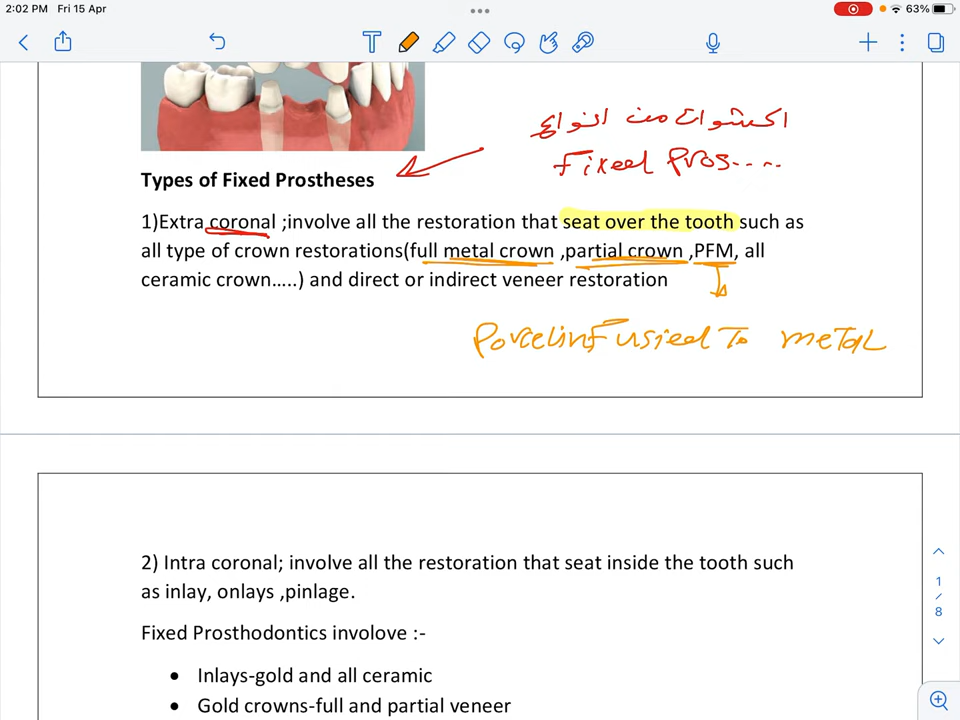 2:02 PM Fri 15 Apr
63%
T
من انواع
Fixed Pros....
Types of Fixed Prostheses
1)Extra coronal ;involve all the restoration that seat over the tooth such as
all type of crown restorations(full metal crown ,partial crown ,PFM, all
ceramic crown.....) and direct or indirect veneer restoration
Porcelinfusied To metal
2) Intra coronal; involve all the restoration that seat inside the tooth such
as inlay, onlays ,pinlage.
Fixed Prosthodontics involove :-
• Inlays-gold and all ceramic
• Gold crowns-full and partial veneer
1
/
8